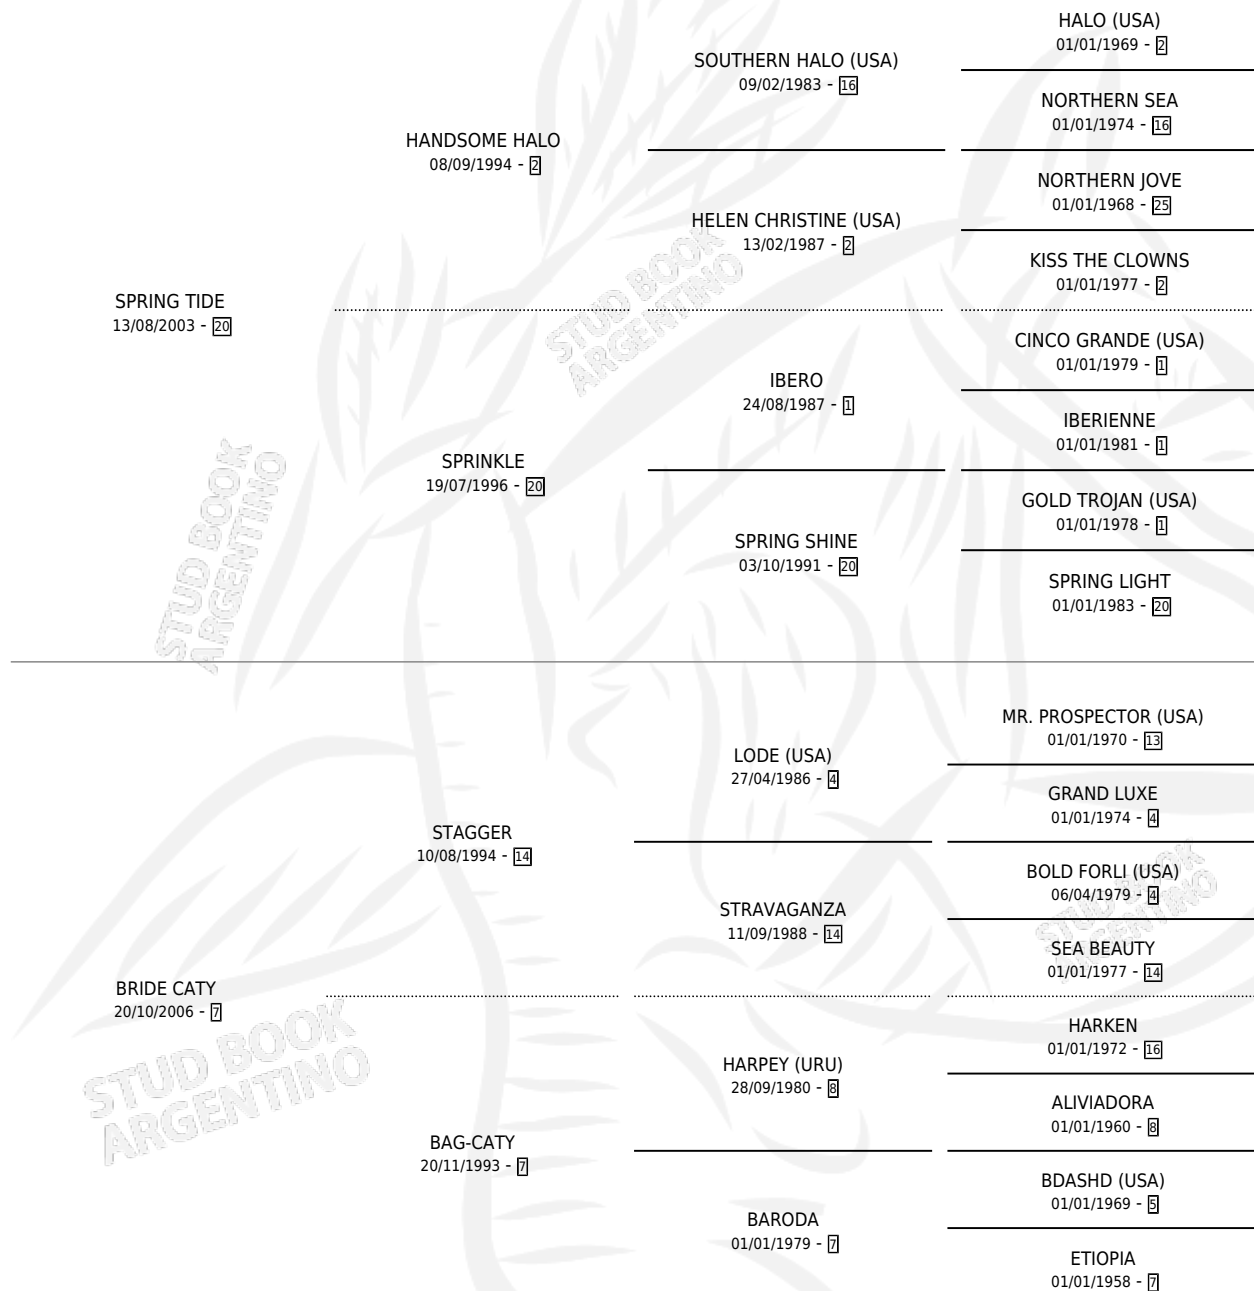 HALO (USA)
01/01/1969 - 2
SOUTHERN HALO (USA)
09/02/1983 - 16
NORTHERN SEA
01/01/1974 - 16
HANDSOME HALO
08/09/1994 - 2
NORTHERN JOVE
01/01/1968 - 25
HELEN CHRISTINE (USA)
13/02/1987 - 2
KISS THE CLOWNS
01/01/1977 - 2
SPRING TIDE
13/08/2003 - 20
CINCO GRANDE (USA)
01/01/1979 - 1
IBERO
24/08/1987 - 1
IBERIENNE
01/01/1981 - 1
SPRINKLE
19/07/1996 - 20
GOLD TROJAN (USA)
01/01/1978 - 1
SPRING SHINE
03/10/1991 - 20
SPRING LIGHT
01/01/1983 - 20
MR. PROSPECTOR (USA)
01/01/1970 - 13
LODE (USA)
27/04/1986 - 4
GRAND LUXE
01/01/1974 - 4
STAGGER
10/08/1994 - 14
BOLD FORLI (USA)
06/04/1979 - 4
STRAVAGANZA
11/09/1988 - 14
SEA BEAUTY
01/01/1977 - 14
BRIDE CATY
20/10/2006 - 7
HARKEN
01/01/1972 - 16
HARPEY (URU)
28/09/1980 - 8
ALIVIADORA
01/01/1960 - 8
BAG-CATY
20/11/1993 - 7
BDASHD (USA)
01/01/1969 - 5
BARODA
01/01/1979 - 7
ETIOPIA
01/01/1958 - 7
STUD BOOK
ARGENTINO
STUD BOOK
ARGENTINO
STUD BOOK
ARGENTINO
STUD BOOK
ARGENTINO